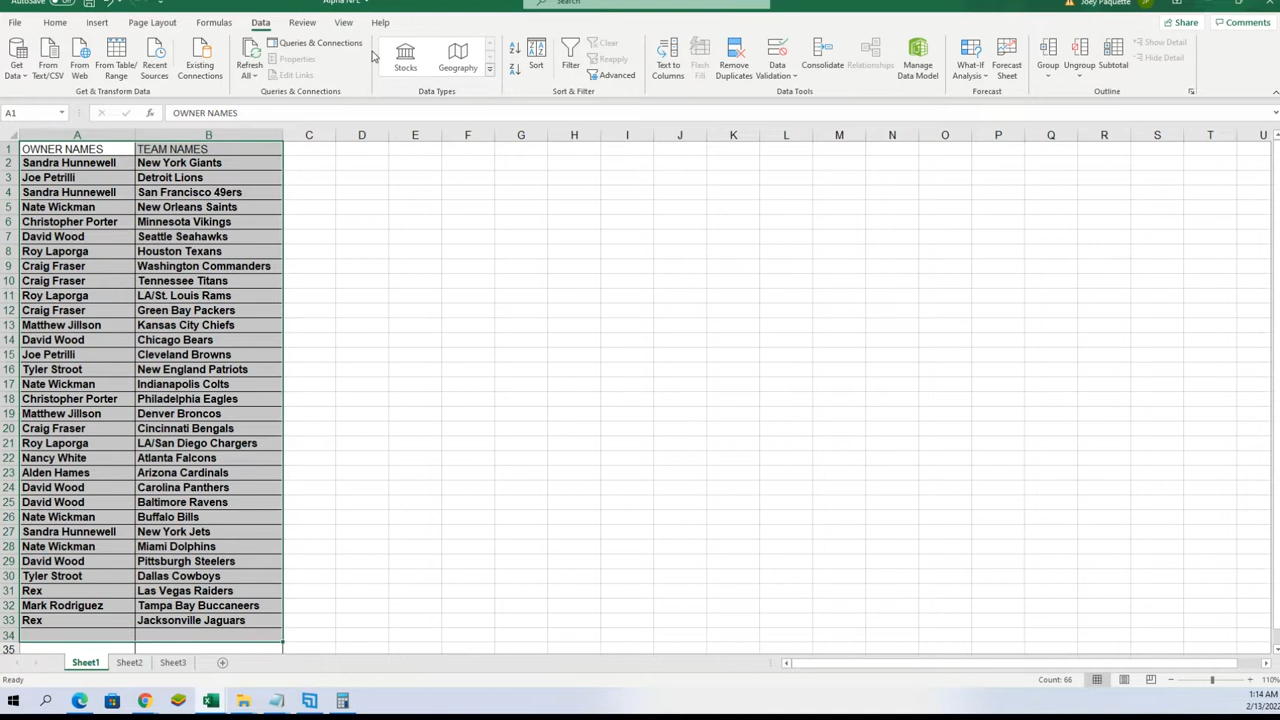 AutoSave Off Alpha NFL Search Joey Paquette JP
File Home Insert Page Layout Formulas Data Review View Help Share Comments
Get Data From Text/CSV From Web From Table/ Range Recent Sources Existing Connections Refresh All Queries & Connections Properties Edit Links Stocks Geography Sort Filter Clear Reapply Advanced Text to Columns Flash Fill Remove Duplicates Data Validation Consolidate Relationships Manage Data Model What-If Analysis Forecast Sheet Group Ungroup Subtotal Show Detail Hide Detail
Get & Transform Data Queries & Connections Data Types Sort & Filter Data Tools Forecast Outline
A1 fx OWNER NAMES
A B C D E F G H I J K L M N O P Q R S T U
1 OWNER NAMES TEAM NAMES
2 Sandra Hunnewell New York Giants
3 Joe Petrilli Detroit Lions
4 Sandra Hunnewell San Francisco 49ers
5 Nate Wickman New Orleans Saints
6 Christopher Porter Minnesota Vikings
7 David Wood Seattle Seahawks
8 Roy Laporga Houston Texans
9 Craig Fraser Washington Commanders
10 Craig Fraser Tennessee Titans
11 Roy Laporga LA/St. Louis Rams
12 Craig Fraser Green Bay Packers
13 Matthew Jillson Kansas City Chiefs
14 David Wood Chicago Bears
15 Joe Petrilli Cleveland Browns
16 Tyler Stroot New England Patriots
17 Nate Wickman Indianapolis Colts
18 Christopher Porter Philadelphia Eagles
19 Matthew Jillson Denver Broncos
20 Craig Fraser Cincinnati Bengals
21 Roy Laporga LA/San Diego Chargers
22 Nancy White Atlanta Falcons
23 Alden Hames Arizona Cardinals
24 David Wood Carolina Panthers
25 David Wood Baltimore Ravens
26 Nate Wickman Buffalo Bills
27 Sandra Hunnewell New York Jets
28 Nate Wickman Miami Dolphins
29 David Wood Pittsburgh Steelers
30 Tyler Stroot Dallas Cowboys
31 Rex Las Vegas Raiders
32 Mark Rodriguez Tampa Bay Buccaneers
33 Rex Jacksonville Jaguars
34
35
Sheet1 Sheet2 Sheet3
Ready Count: 66 110%
1:14 AM
2/13/2022